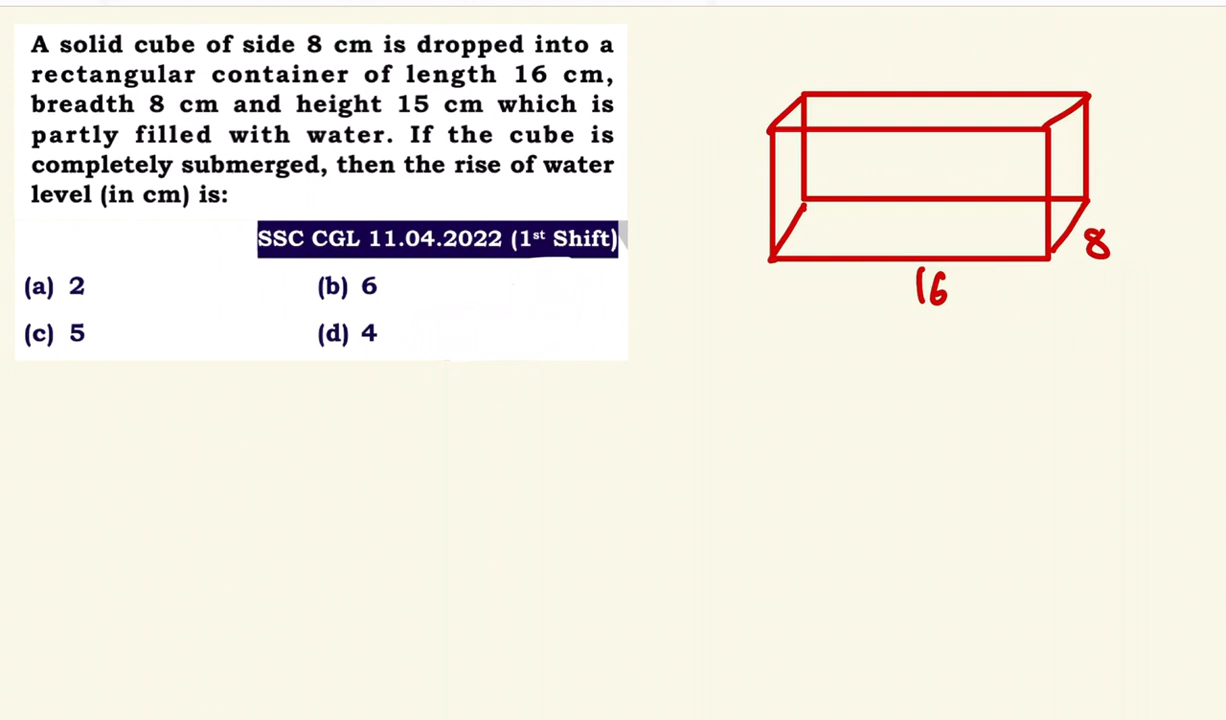 A solid cube of side 8 cm is dropped into a
rectangular container of length 16 cm,
breadth 8 cm and height 15 cm which is
partly filled with water. If the cube is
completely submerged, then the rise of water
level (in cm) is:
SSC CGL 11.04.2022 (1st Shift)
(a) 2 (b) 6
(c) 5 (d) 4
8
16